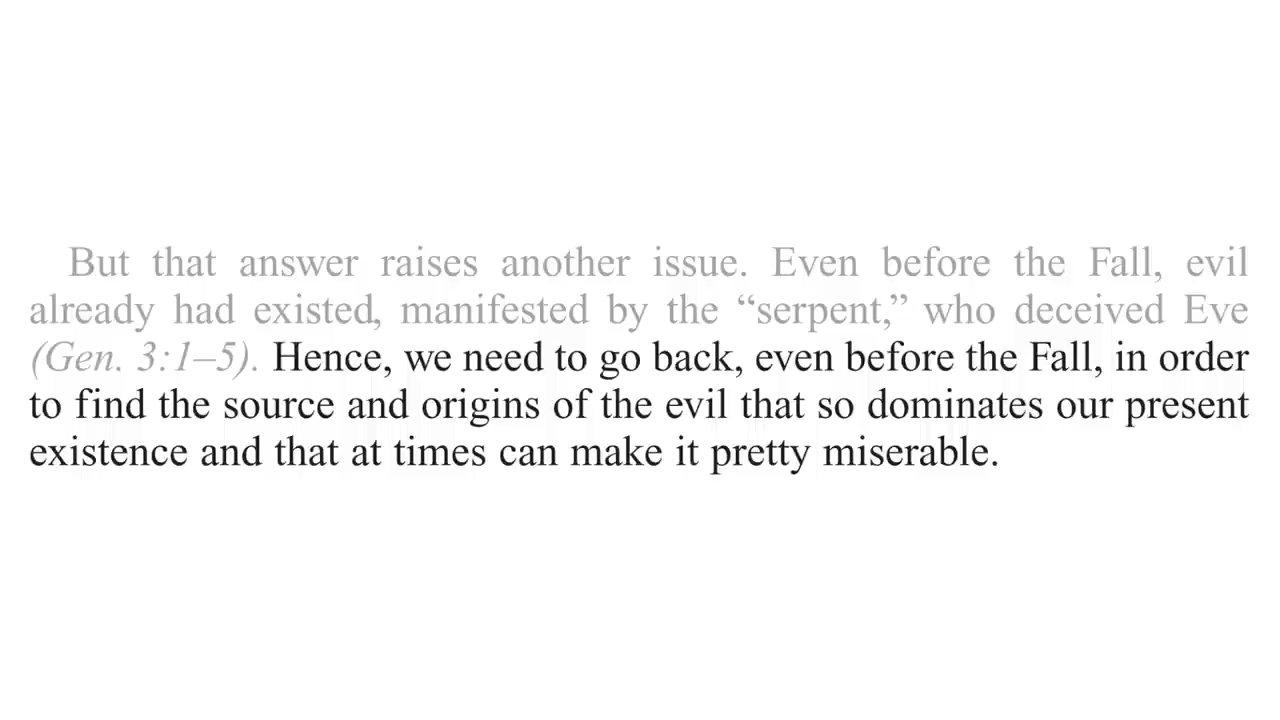 But that answer raises another issue. Even before the Fall, evil
already had existed, manifested by the “serpent,” who deceived Eve
(Gen. 3:1–5). Hence, we need to go back, even before the Fall, in order
to find the source and origins of the evil that so dominates our present
existence and that at times can make it pretty miserable.